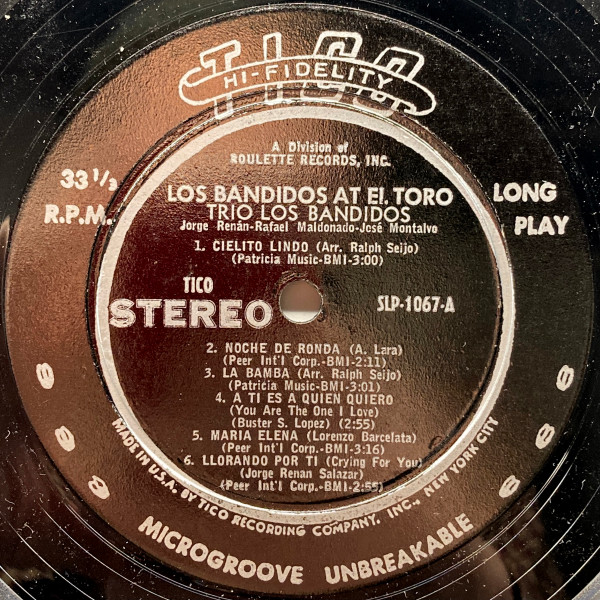 TICO
HI-FIDELITY
A Division of
ROULETTE RECORDS, INC.
33 1/3
R.P.M.
LONG
PLAY
LOS BANDIDOS AT EL TORO
TRIO LOS BANDIDOS
Jorge Renán-Rafael Maldonado-José Montalvo
1. CIELITO LINDO (Arr. Ralph Seijo)
(Patricia Music-BMI-3:00)
TICO
STEREO
SLP-1067-A
2. NOCHE DE RONDA (A. Lara)
(Peer Int'l Corp.-BMI-2:11)
3. LA BAMBA (Arr. Ralph Seijo)
(Patricia Music-BMI-3:01)
4. A TI ES A QUIEN QUIERO
(You Are The One I Love)
(Buster S. Lopez) (2:55)
5. MARIA ELENA (Lorenzo Barcelata)
(Peer Int'l Corp.-BMI-3:16)
6. LLORANDO POR TI (Crying For You)
(Jorge Renan Salazar)
(Peer Int'l Corp.-BMI-2:55)
MADE IN U.S.A. BY TICO RECORDING COMPANY, INC., NEW YORK CITY
MICROGROOVE UNBREAKABLE